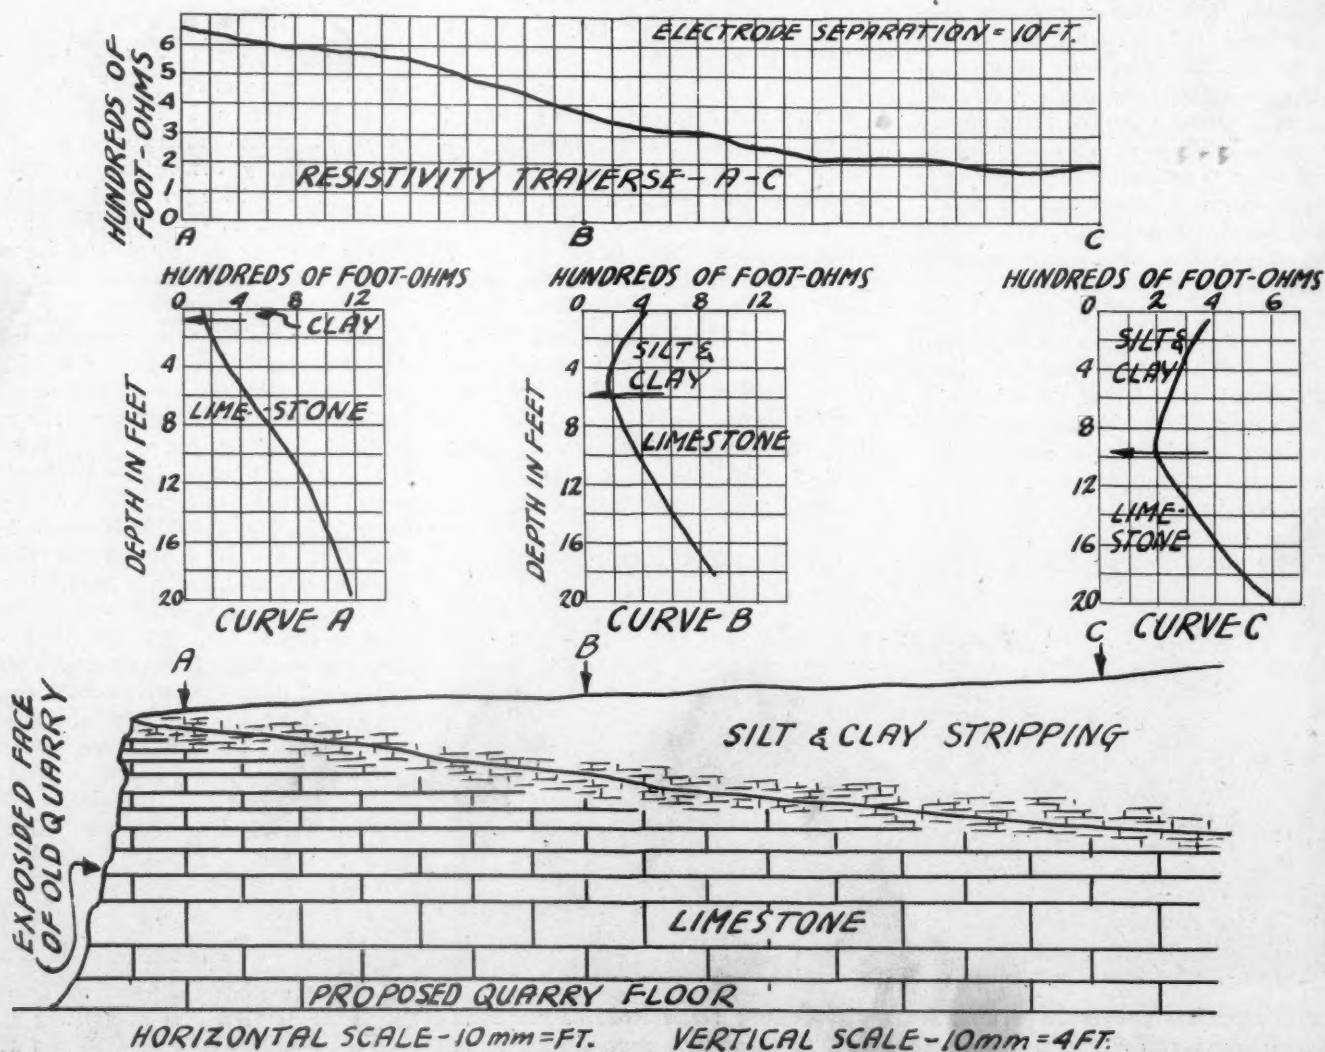 ELECTRODE SEPARATION = 10 FT.
HUNDREDS OF
FOOT-OHMS
6
5
4
3
2
1
0
RESISTIVITY TRAVERSE - A-C
A B C
HUNDREDS OF FOOT-OHMS
0 4 8 12
CLAY
4
8
12
16
20
DEPTH IN FEET
LIME-STONE
CURVE A
HUNDREDS OF FOOT-OHMS
0 4 8 12
SILT &
CLAY
4
8
12
16
20
DEPTH IN FEET
LIMESTONE
CURVE B
HUNDREDS OF FOOT-OHMS
0 2 4 6
0
SILT &
CLAY
4
8
12
16
20
LIME-
STONE
CURVE C
A
B
C
EXPOSIDED FACE
OF OLD QUARRY
SILT & CLAY STRIPPING
LIMESTONE
PROPOSED QUARRY FLOOR
HORIZONTAL SCALE - 10mm = FT. VERTICAL SCALE - 10mm = 4 FT.